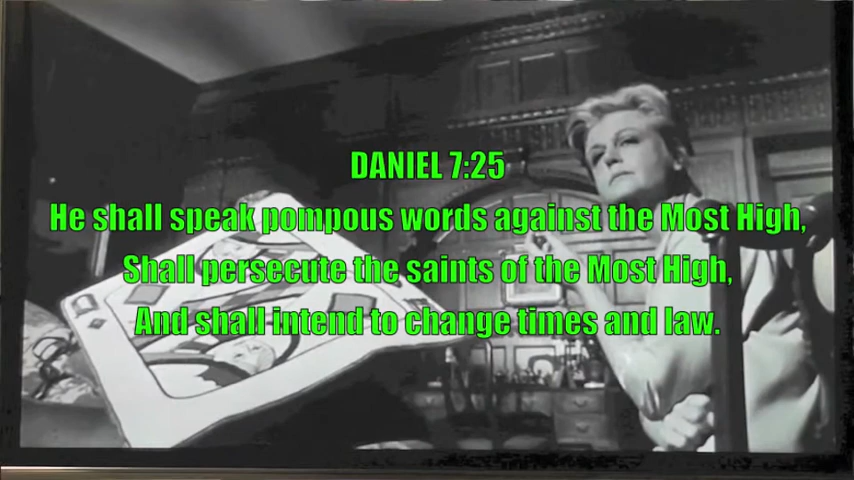 DANIEL 7:25
He shall speak pompous words against the Most High,
Shall persecute the saints of the Most High,
And shall intend to change times and law.
Q